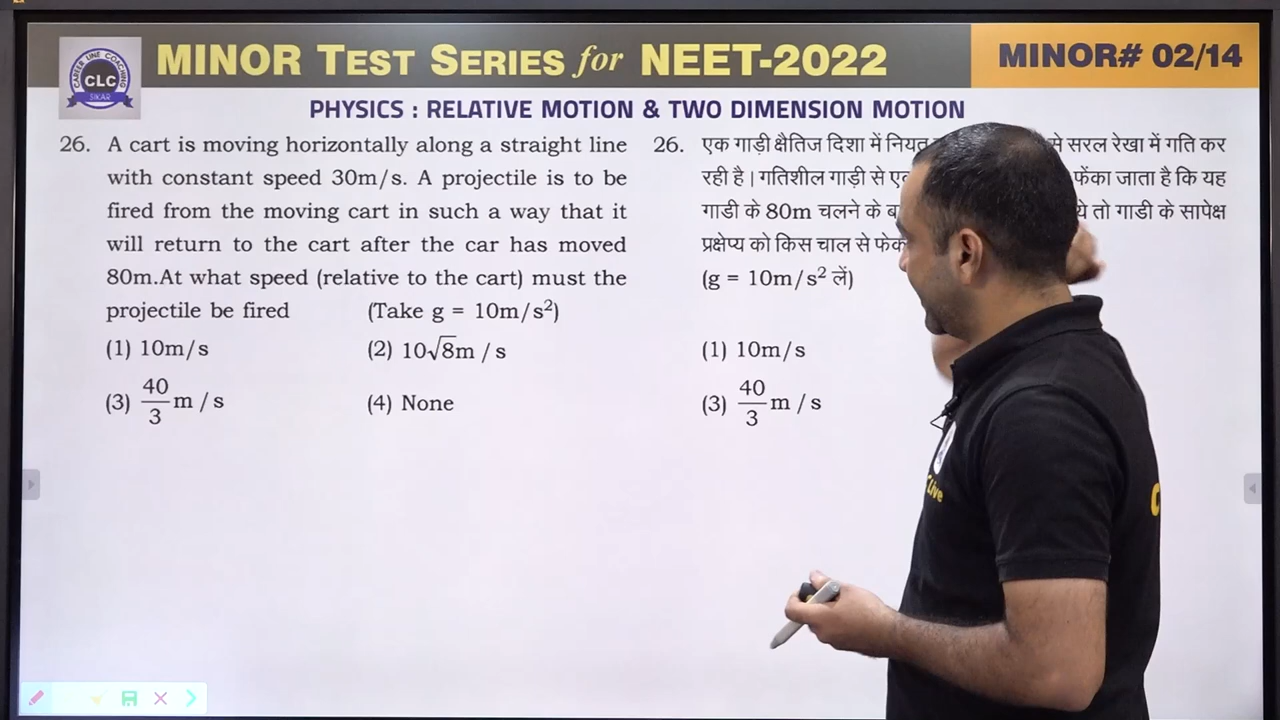 MINOR TEST SERIES for NEET-2022
MINOR# 02/14
CAREER LINE COACHING
CLC
SIKAR
PHYSICS : RELATIVE MOTION & TWO DIMENSION MOTION
26. A cart is moving horizontally along a straight line
with constant speed 30m/s. A projectile is to be
fired from the moving cart in such a way that it
will return to the cart after the car has moved
80m.At what speed (relative to the cart) must the
projectile be fired (Take g = 10m/s²)
(1) 10m/s (2) 10√8m / s
(3) 40/3 m / s (4) None
26. एक गाड़ी क्षैतिज दिशा में नियत से सरल रेखा में गति कर
रही है। गतिशील गाड़ी से फेंका जाता है कि यह
गाडी के 80m चलने के तो गाडी के सापेक्ष
प्रक्षेप्य को किस चाल से
(g = 10m/s² लें)
(1) 10m/s
(3) 40/3 m / s
Live